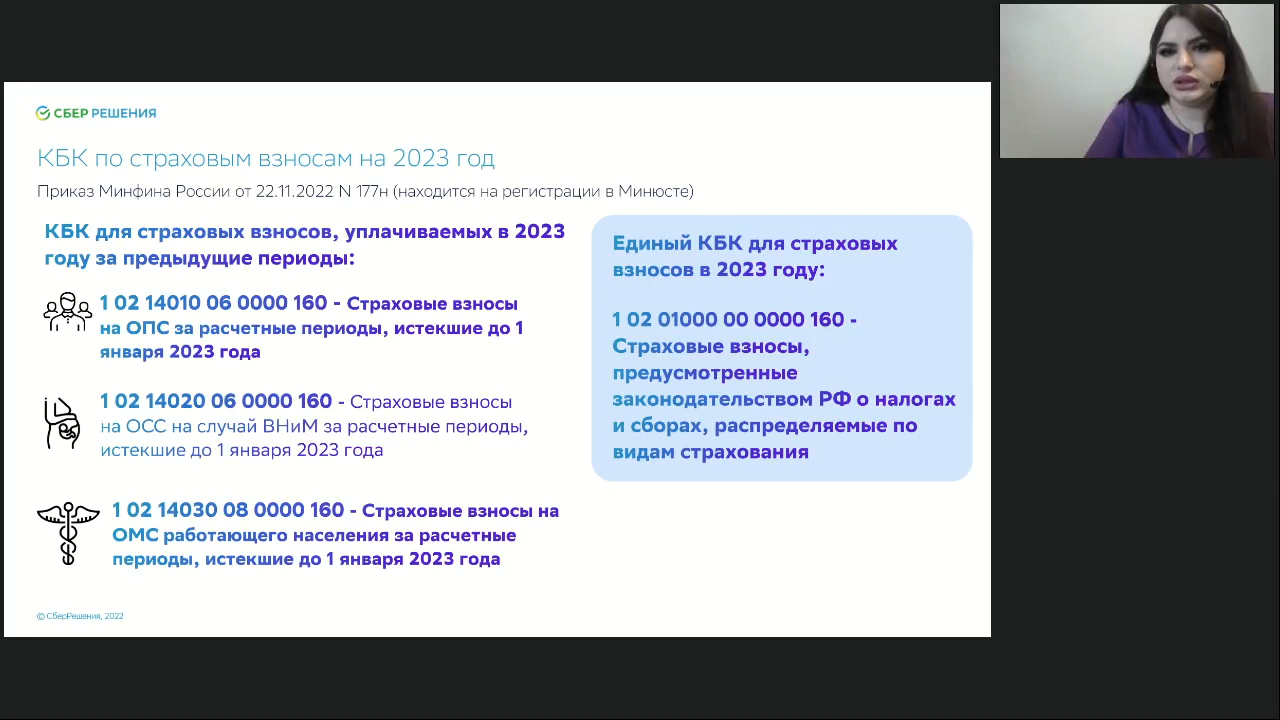 СБЕР РЕШЕНИЯ
КБК по страховым взносам на 2023 год
Приказ Минфина России от 22.11.2022 N 177н (находится на регистрации в Минюсте)
КБК для страховых взносов, уплачиваемых в 2023
году за предыдущие периоды:
1 02 14010 06 0000 160 - Страховые взносы
на ОПС за расчетные периоды, истекшие до 1
января 2023 года
1 02 14020 06 0000 160 - Страховые взносы
на ОСС на случай ВНиМ за расчетные периоды,
истекшие до 1 января 2023 года
1 02 14030 08 0000 160 - Страховые взносы на
ОМС работающего населения за расчетные
периоды, истекшие до 1 января 2023 года
Единый КБК для страховых
взносов в 2023 году:
1 02 01000 00 0000 160 -
Страховые взносы,
предусмотренные
законодательством РФ о налогах
и сборах, распределяемые по
видам страхования
© СберРешения, 2022